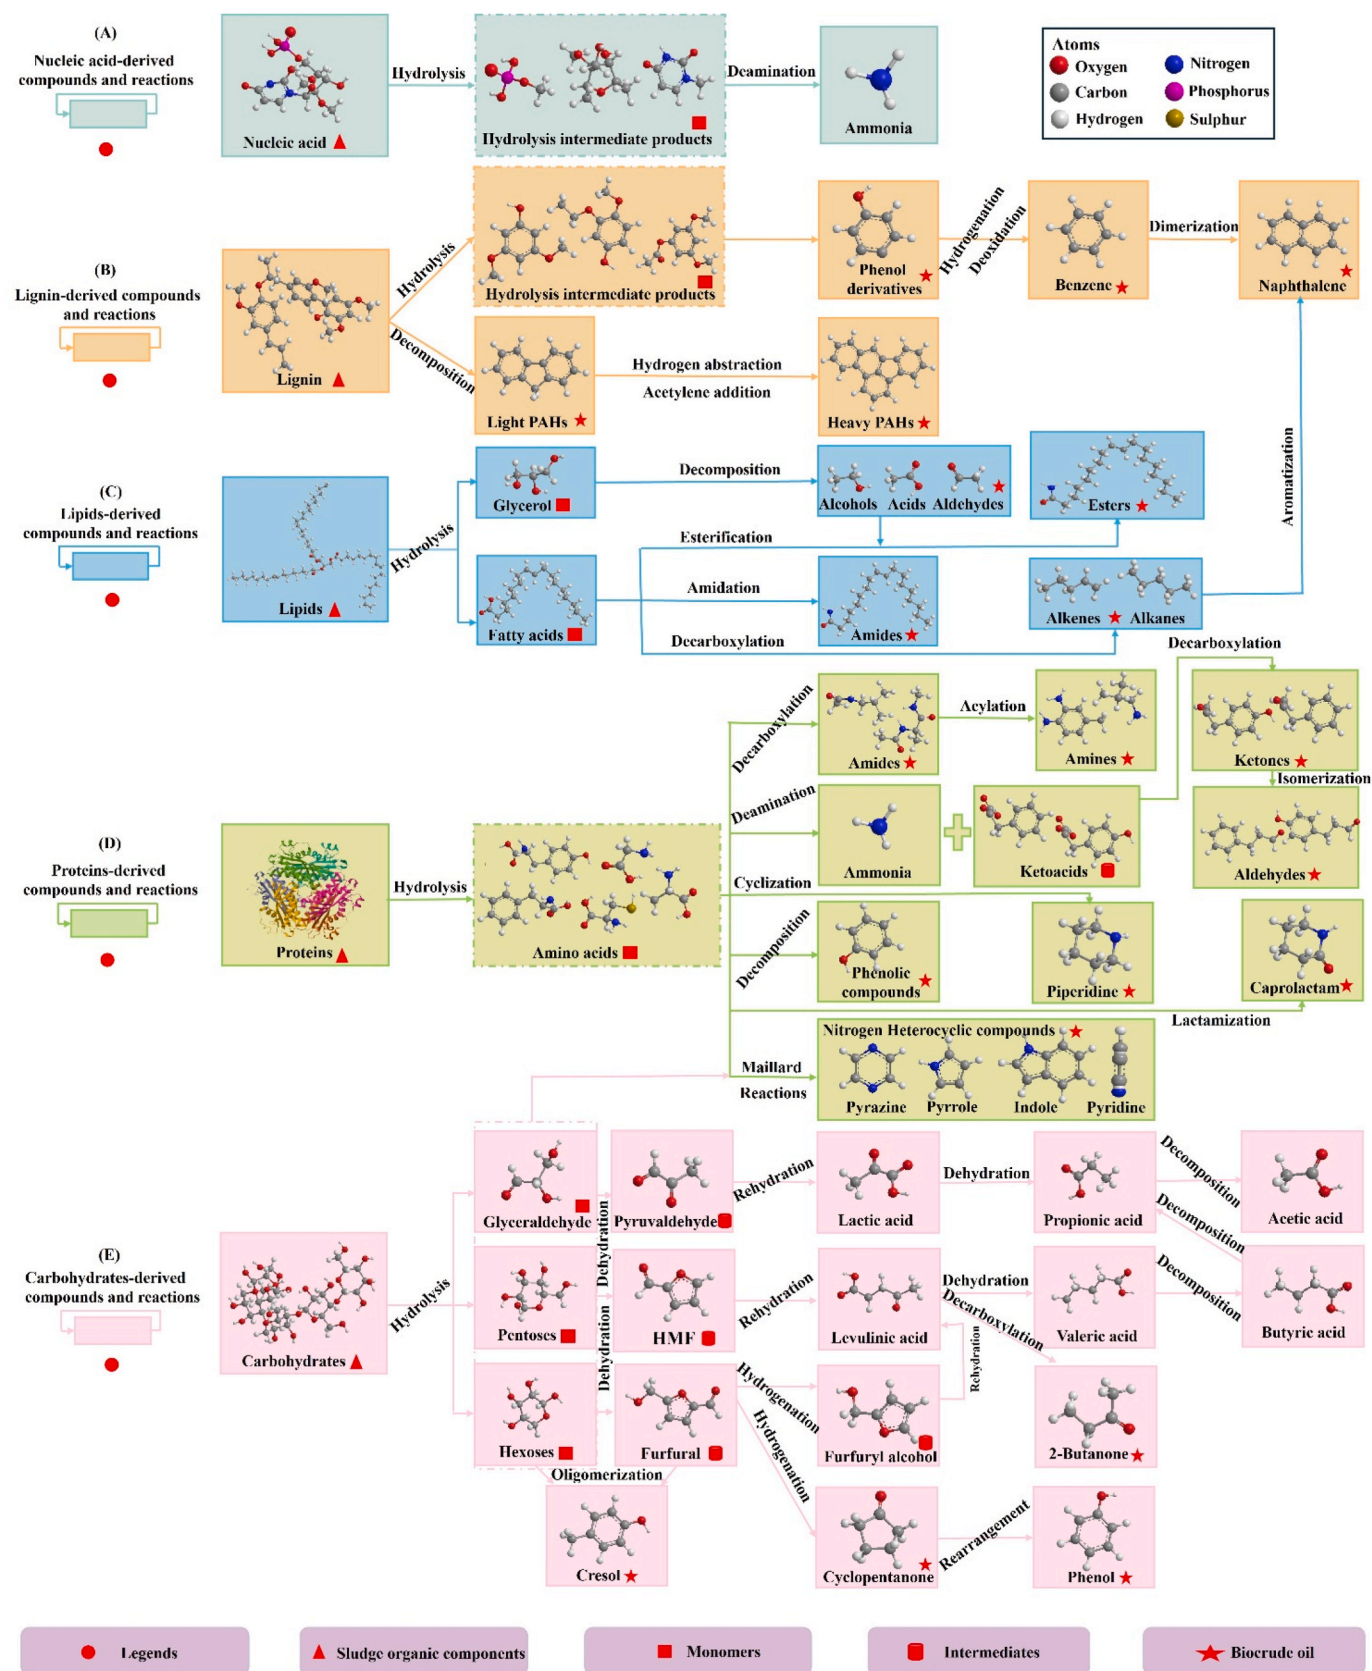 (A)
Nucleic acid-derived
compounds and reactions
Nucleic acid
Hydrolysis
Hydrolysis intermediate products
Deamination
Ammonia
Atoms
Oxygen
Nitrogen
Carbon
Phosphorus
Hydrogen
Sulphur
(B)
Lignin-derived compounds
and reactions
Lignin
Hydrolysis
Decomposition
Hydrolysis intermediate products
Phenol
derivatives
Hydrogenation
Deoxidation
Benzene
Dimerization
Naphthalene
Light PAHs
Hydrogen abstraction
Acetylene addition
Heavy PAHs
Aromatization
(C)
Lipids-derived
compounds and reactions
Lipids
Hydrolysis
Glycerol
Decomposition
Alcohols Acids Aldehydes
Esters
Esterification
Fatty acids
Amidation
Amides
Decarboxylation
Alkenes Alkanes
(D)
Proteins-derived
compounds and reactions
Proteins
Hydrolysis
Amino acids
Decarboxylation
Amides
Acylation
Amines
Decarboxylation
Ketones
Isomerization
Deamination
Ammonia
Ketoacids
Aldehydes
Cyclization
Decomposition
Phenolic
compounds
Piperidine
Caprolactam
Lactamization
Maillard
Reactions
Nitrogen Heterocyclic compounds
Pyrazine
Pyrrole
Indole
Pyridine
(E)
Carbohydrates-derived
compounds and reactions
Carbohydrates
Hydrolysis
Glyceraldehyde
Pyruvaldehyde
Rehydration
Lactic acid
Dehydration
Propionic acid
Decomposition
Acetic acid
Decomposition
Dehydration
Pentoses
HMF
Rehydration
Levulinic acid
Dehydration
Decarboxylation
Valeric acid
Decomposition
Butyric acid
Dehydration
Rehydration
Hexoses
Furfural
Hydrogenation
Hydrogenation
Furfuryl alcohol
2-Butanone
Oligomerization
Cresol
Cyclopentanone
Rearrangement
Phenol
Legends
Sludge organic components
Monomers
Intermediates
Biocrude oil